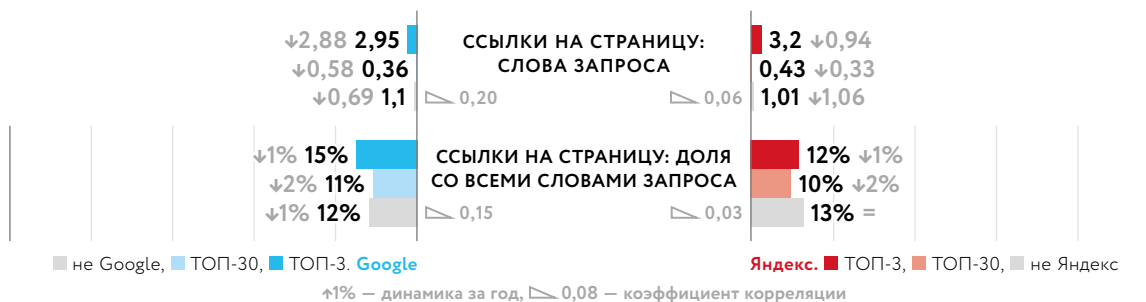 ↓2,88 2,95 ССЫЛКИ НА СТРАНИЦУ: 3,2 ↓0,94
↓0,58 0,36 СЛОВА ЗАПРОСА 0,43 ↓0,33
↓0,69 1,1 0,20 0,06 1,01 ↓1,06
↓1% 15% ССЫЛКИ НА СТРАНИЦУ: ДОЛЯ 12% ↓1%
↓2% 11% СО ВСЕМИ СЛОВАМИ ЗАПРОСА 10% ↓2%
↓1% 12% 0,15 0,03 13% =
не Google, ТОП-30, ТОП-3. Google Яндекс. ТОП-3, ТОП-30, не Яндекс
↑1% — динамика за год, 0,08 — коэффициент корреляции